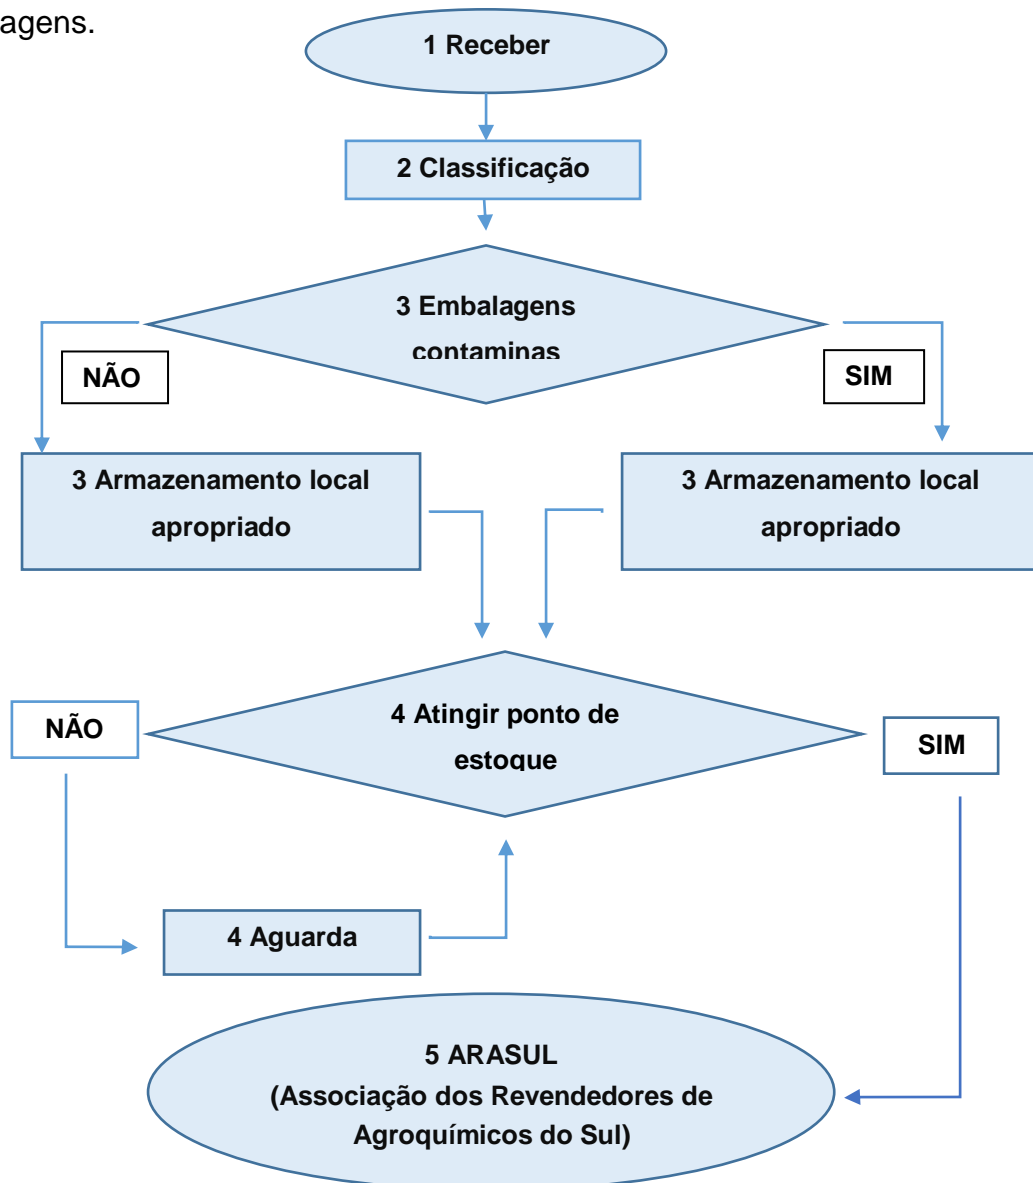 agens.
1 Receber
2 Classificação
3 Embalagens
contaminas
NÃO
SIM
3 Armazenamento local
apropriado
3 Armazenamento local
apropriado
4 Atingir ponto de
estoque
NÃO
SIM
4 Aguarda
5 ARASUL
(Associação dos Revendedores de
Agroquímicos do Sul)